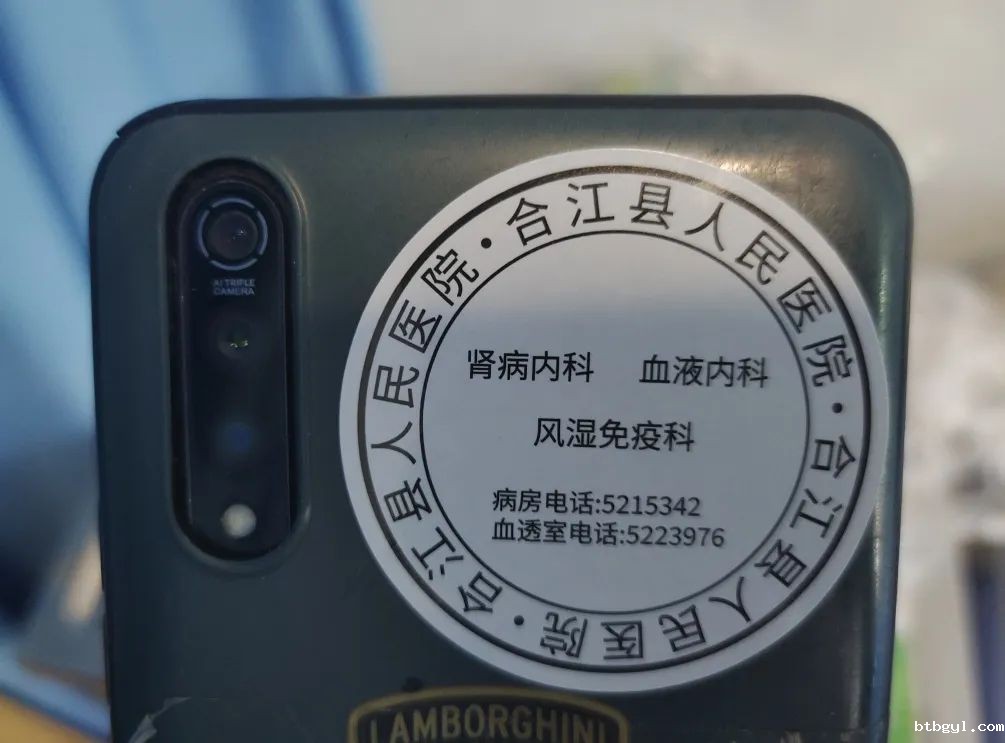 AI TRIPLE
CAMERA
合江县人民医院·合江县人民医院·合江县人民医院·
肾病内科 血液内科
风湿免疫科
病房电话:5215342
血透室电话:5223976
LAMBORGHINI
btbgyl.com